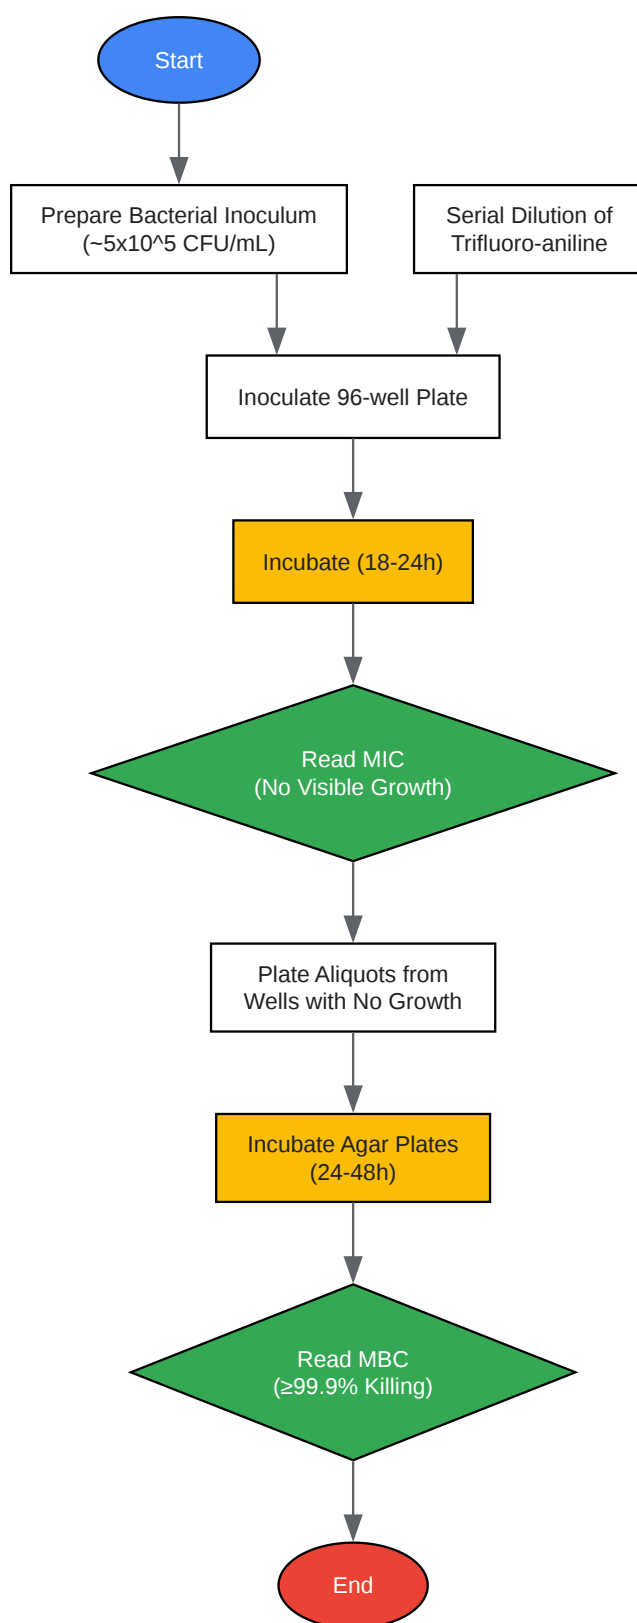 Start
Prepare Bacterial Inoculum
(~5x10^5 CFU/mL)
Serial Dilution of
Trifluoro-aniline
Inoculate 96-well Plate
Incubate (18-24h)
Read MIC
(No Visible Growth)
Plate Aliquots from
Wells with No Growth
Incubate Agar Plates
(24-48h)
Read MBC
(≥99.9% Killing)
End